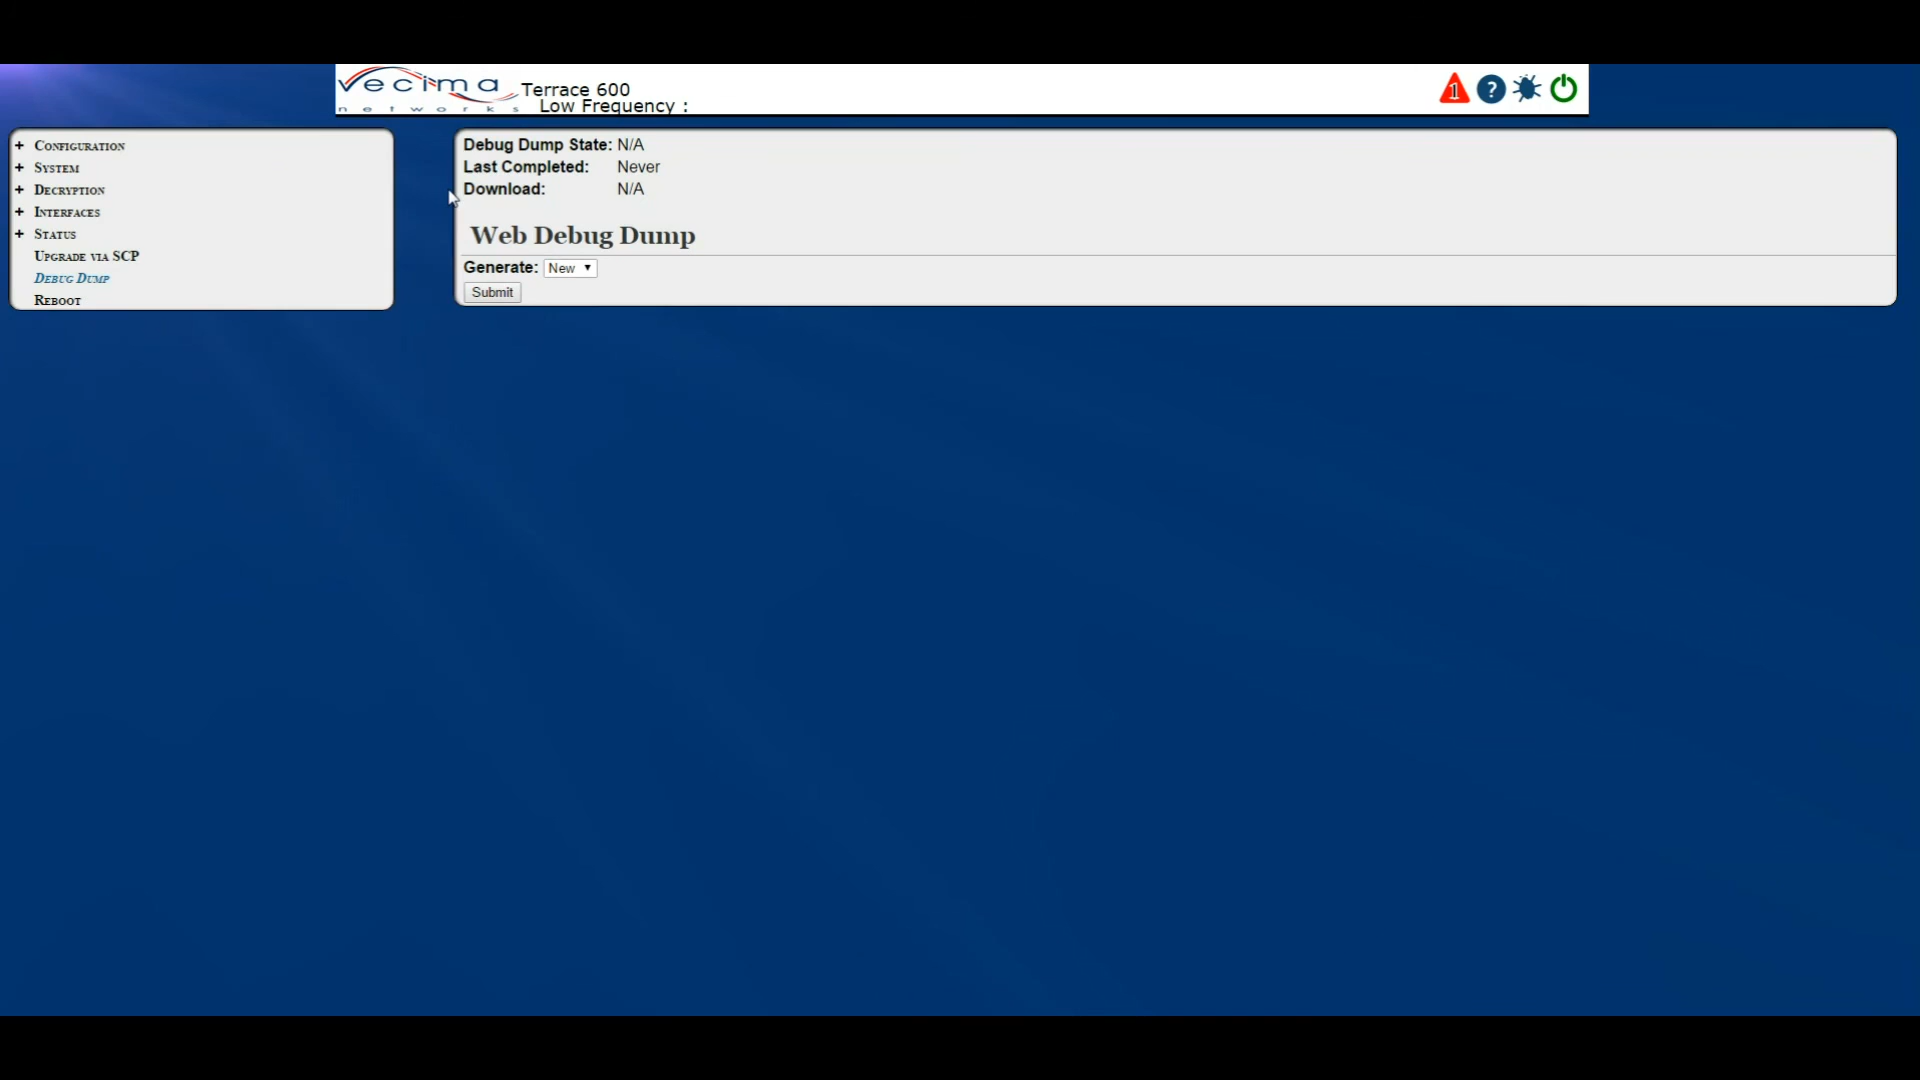 vecima
networks
Terrace 600
Low Frequency :
1
?
+ CONFIGURATION
+ SYSTEM
+ DECRYPTION
+ INTERFACES
+ STATUS
UPGRADE VIA SCP
DEBUG DUMP
REBOOT
Debug Dump State: N/A
Last Completed: Never
Download: N/A
Web Debug Dump
Generate: New
Submit